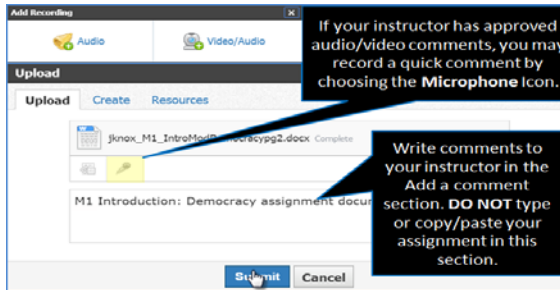 Add Recording
Audio
Video/Audio
If your instructor has approved
audio/video comments, you may
record a quick comment by
choosing the Microphone Icon.
Upload
Upload Create Resources
jknox_M1_IntroModDemocracypg2.docx Complete
Write comments to
your instructor in the
Add a comment
section. DO NOT type
or copy/paste your
assignment in this
section.
M1 Introduction: Democracy assignment
Submit Cancel